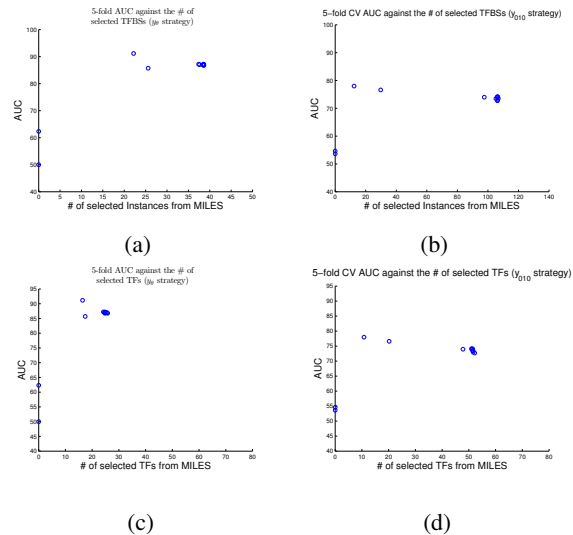 5-fold AUC against the # of
selected TFBSs (yθ strategy)
100
90
80
70
60
50
40
AUC
0 5 10 15 20 25 30 35 40 45 50
# of selected Instances from MILES
(a)
5−fold CV AUC against the # of selected TFBSs (y010 strategy)
100
90
80
70
60
50
40
AUC
0 20 40 60 80 100 120 140
# of selected Instances from MILES
(b)
5-fold AUC against the # of
selected TFs (yθ strategy)
95
90
85
80
75
70
65
60
55
50
45
40
AUC
0 10 20 30 40 50 60 70 80
# of selected TFs from MILES
(c)
5−fold CV AUC against the # of selected TFs (y010 strategy)
95
90
85
80
75
70
65
60
55
50
45
40
AUC
0 10 20 30 40 50 60 70 80
# of selected TFs from MILES
(d)